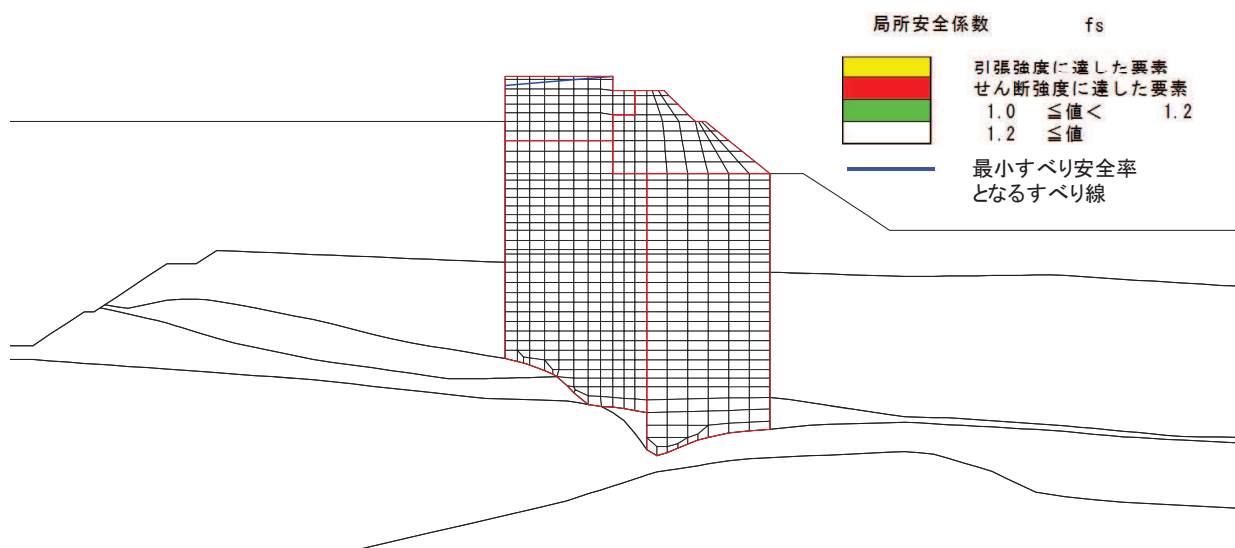 局所安全係数 fs
引張強度に達した要素
せん断強度に達した要素
1.0 ≦値< 1.2
1.2 ≦値
最小すべり安全率
となるすべり線